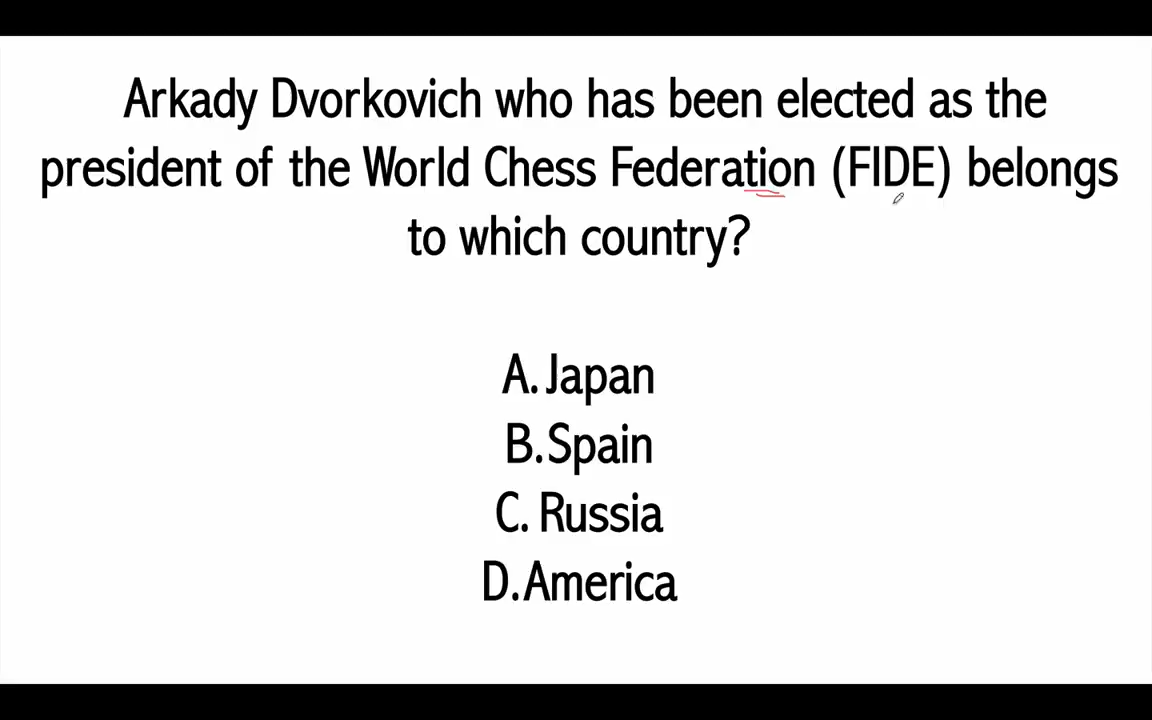 Arkady Dvorkovich who has been elected as the
president of the World Chess Federation (FIDE) belongs
to which country?
A. Japan
B. Spain
C. Russia
D. America